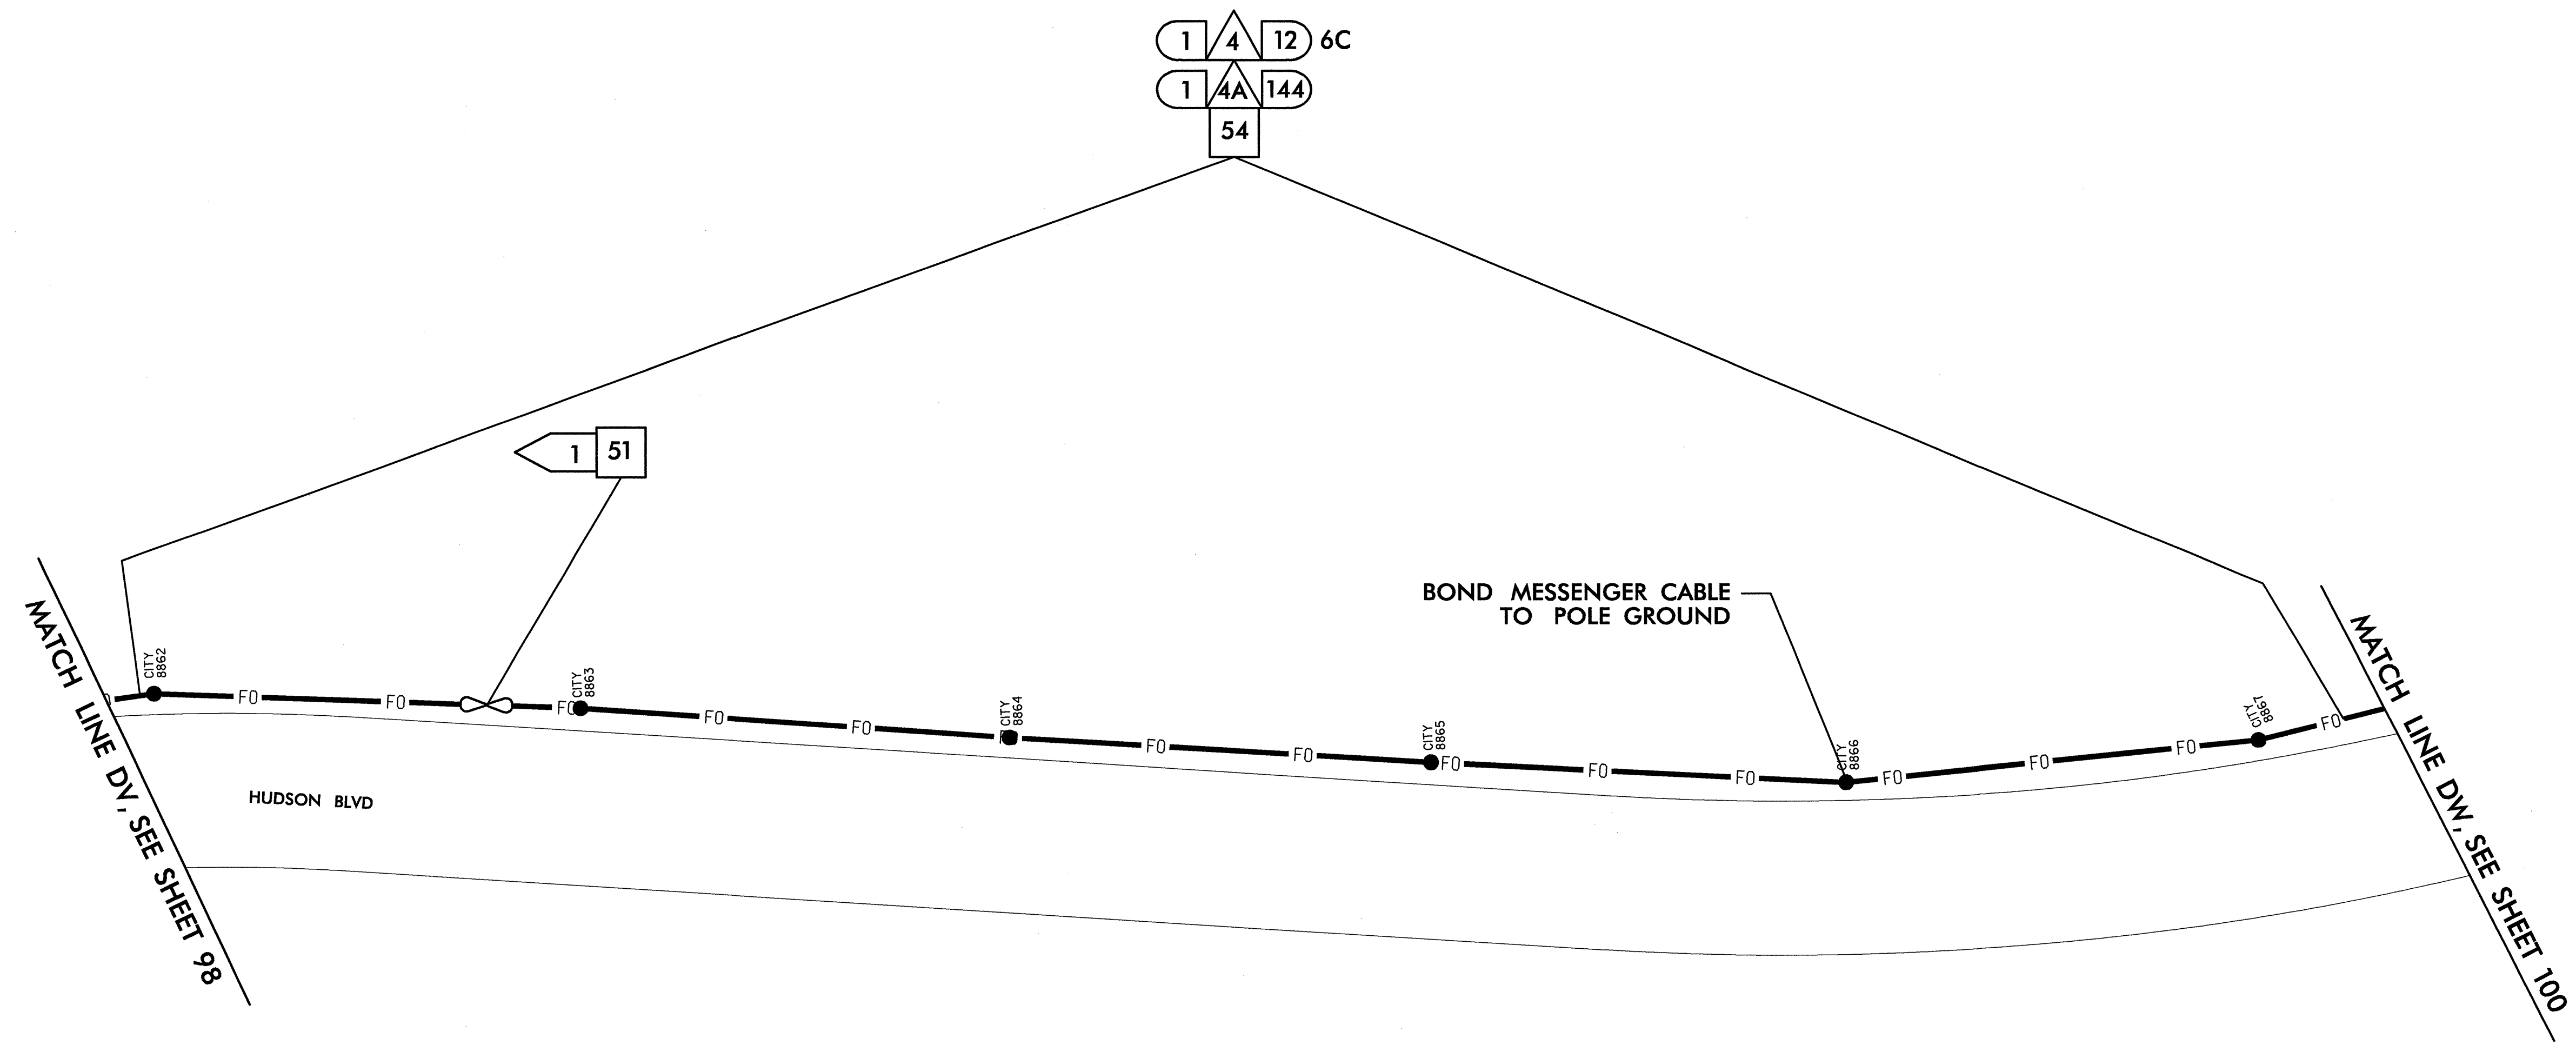 1 4 12 6C
1 4A 144
54
1 51
BOND MESSENGER CABLE
TO POLE GROUND
CITY
8862
CITY
8863
CITY
8864
CITY
8865
CITY
8866
CITY
8867
FO FO FO FO FO FO FO FO FO FO FO FO FO FO
HUDSON BLVD
MATCH LINE DV, SEE SHEET 98
MATCH LINE DW, SEE SHEET 100